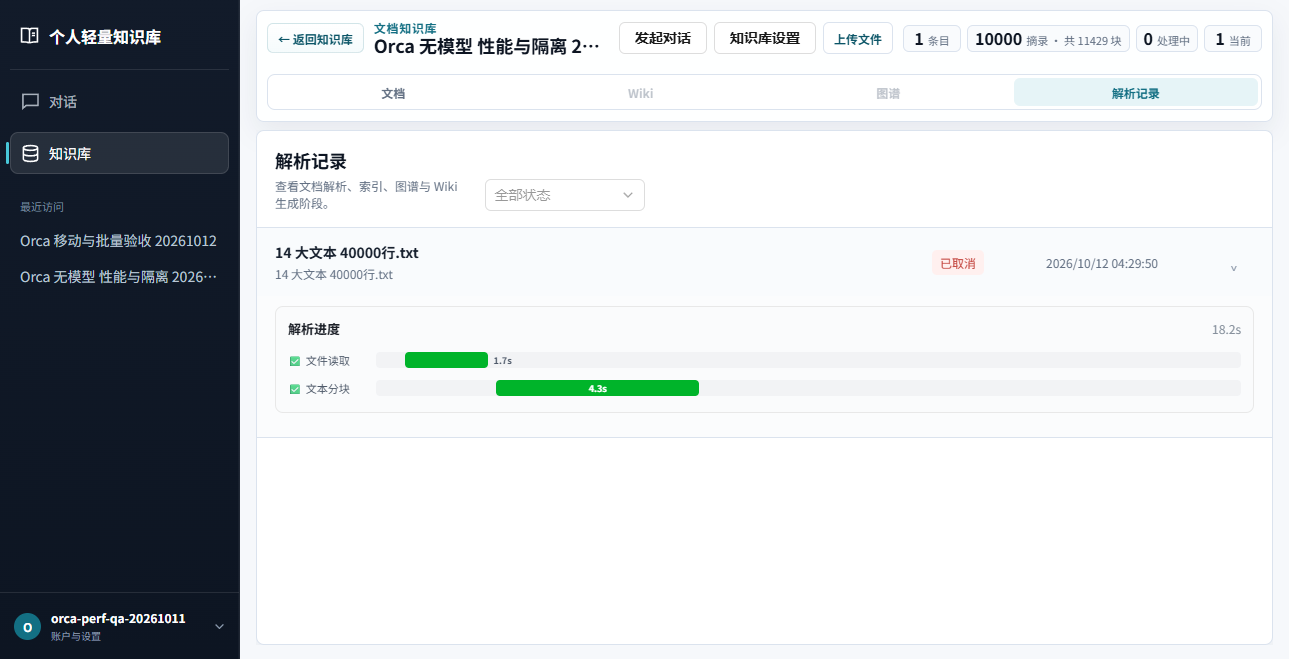 个人轻量知识库
对话
知识库
最近访问
Orca 移动与批量验收 20261012
Orca 无模型 性能与隔离 2026…
orca-perf-qa-20261011
账户与设置
O
← 返回知识库
文档知识库
Orca 无模型 性能与隔离 2…
发起对话
知识库设置
上传文件
1 条目
10000 摘录 · 共 11429 块
0 处理中
1 当前
文档
Wiki
图谱
解析记录
解析记录
查看文档解析、索引、图谱与 Wiki
生成阶段。
全部状态
14 大文本 40000行.txt
14 大文本 40000行.txt
已取消
2026/10/12 04:29:50
v
解析进度
18.2s
文件读取
1.7s
文本分块
4.3s